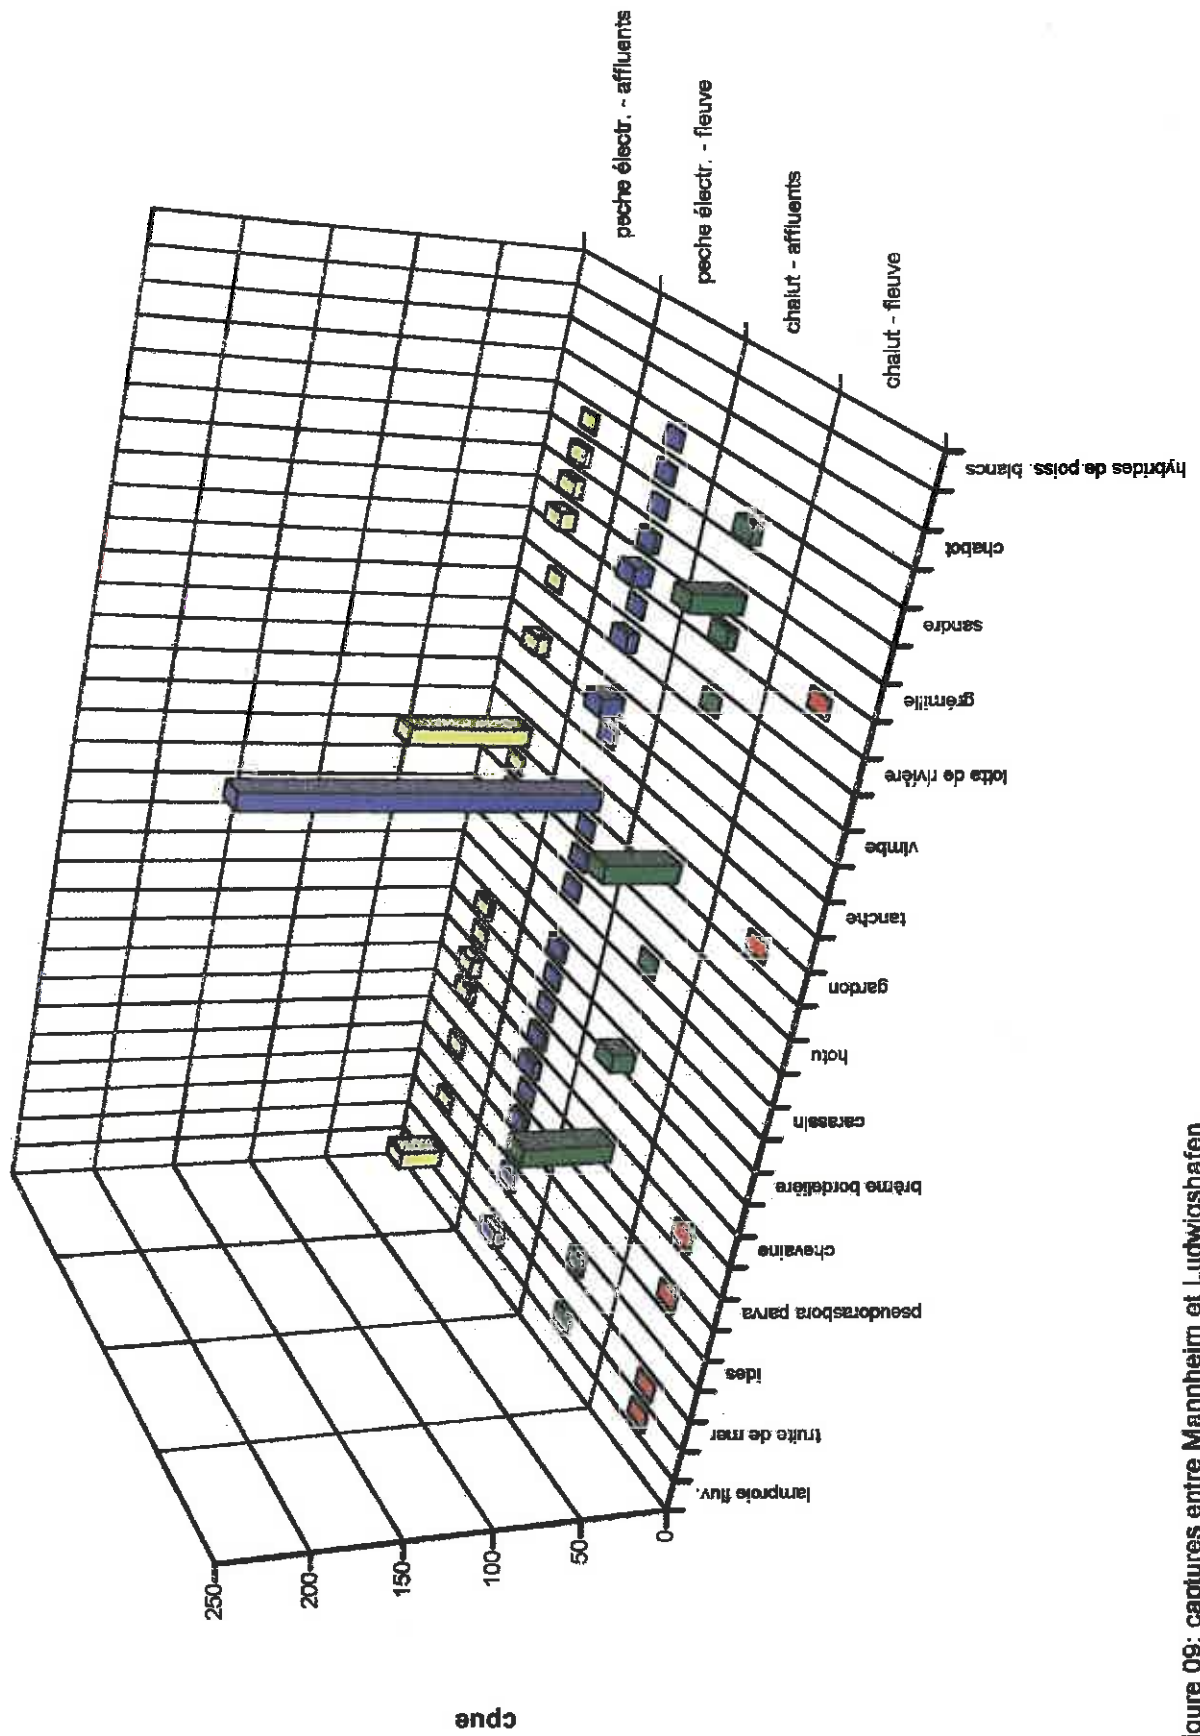 cpue
250
200
150
100
50
0
peche électr. - affluents
peche électr. - fleuve
chalut - affluents
chalut - fleuve
lamproie fluv.
truite de mer
ides
pseudorasbora parva
chevaine
brème bordelière
carassin
hotu
gardon
tanche
vimbe
lotte de rivière
grémille
sandre
chabot
hybrides de poiss. blancs
igure 09: captures entre Mannheim et Ludwigshafen